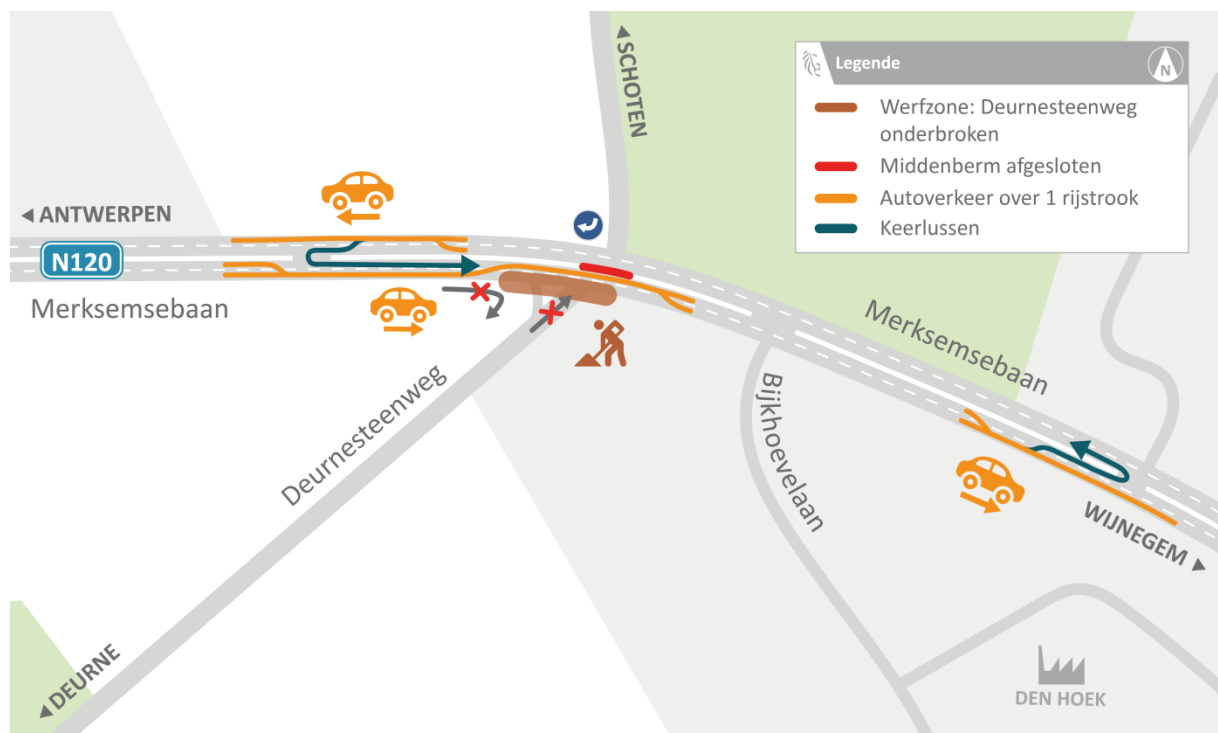 SCHOTEN
Legende
N
Werfzone: Deurnesteenweg
onderbroken
Middenberm afgesloten
Autoverkeer over 1 rijstrook
Keerlussen
ANTWERPEN
N120
Merksemsebaan
Merksemsebaan
Deurnesteenweg
Bijkhoevelaan
WIJNEGEM
DEURNE
DEN HOEK